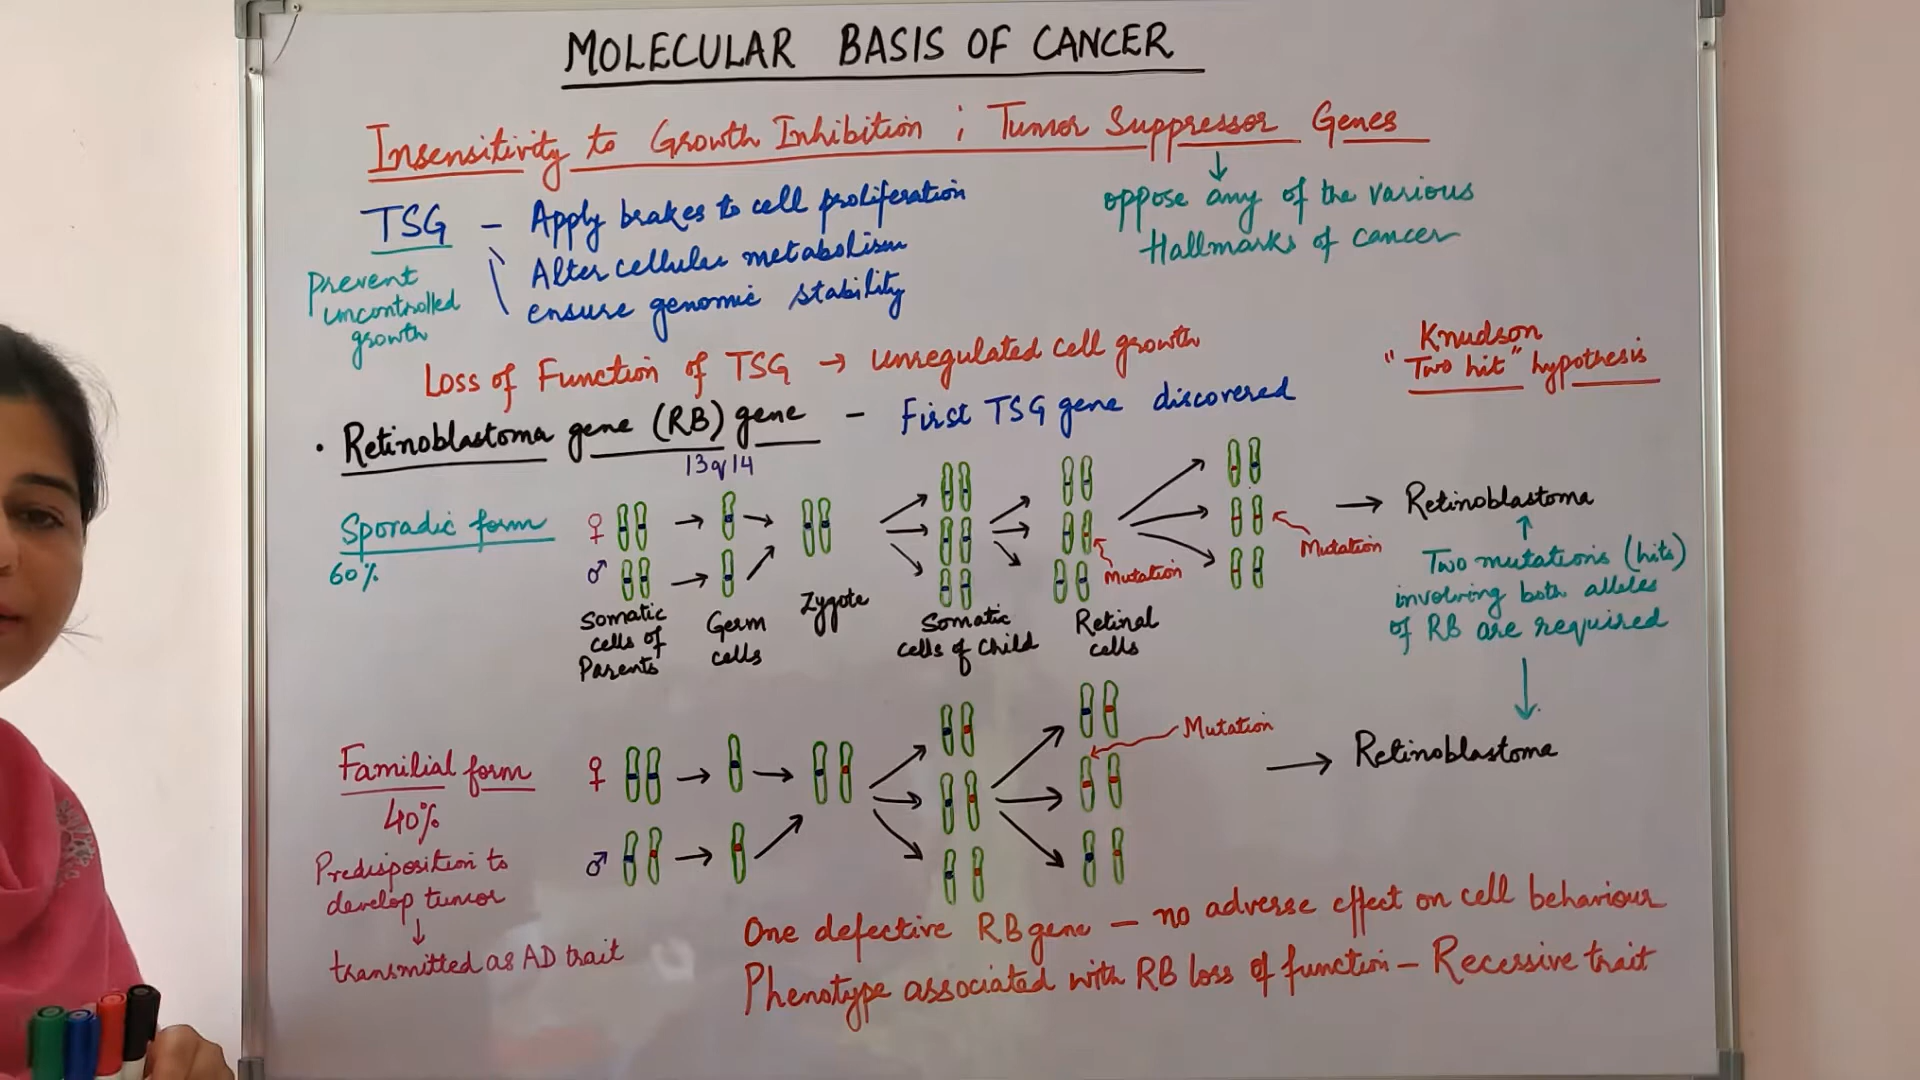 MOLECULAR BASIS OF CANCER
Insensitivity to Growth Inhibition ; Tumor Suppressor Genes
oppose any of the various
Hallmarks of cancer
TSG - Apply brakes to cell proliferation
Alter cellular metabolism
ensure genomic stability
Prevent
uncontrolled
growth
Loss of Function of TSG → unregulated cell growth
Knudson
"Two hit" hypothesis
• Retinoblastoma gene (RB) gene - First TSG gene discovered
13q14
Sporadic form
60%
♀
♂
Somatic
cells of
Parents
Germ
cells
Zygote
Somatic
cells of child
Mutation
Retinal
cells
Mutation
→ Retinoblastoma
Two mutations (hits)
involving both alleles
of RB are required
Familial form
40%
♀
♂
Mutation
→ Retinoblastoma
Predisposition to
develop tumor
↓
transmitted as AD trait
One defective RB gene - no adverse effect on cell behaviour
Phenotype associated with RB loss of function - Recessive trait